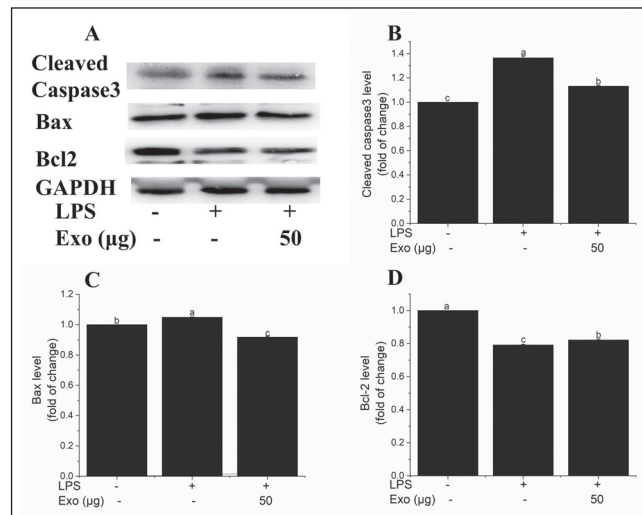 A
Cleaved
Caspase3
Bax
Bcl2
GAPDH
LPS - + +
Exo (µg) - - 50
B
Cleaved caspase3 level
(fold of change)
1.4
1.2
1.0
0.8
0.6
0.4
0.2
0.0
c a b
LPS - + +
Exo (µg) - - 50
C
Bax level
(fold of change)
1.2
1.0
0.8
0.6
0.4
0.2
0.0
b a c
LPS - + +
Exo (µg) - - 50
D
Bcl-2 level
(fold of change)
1.0
0.8
0.6
0.4
0.2
0.0
a c b
LPS - + +
Exo (µg) - - 50